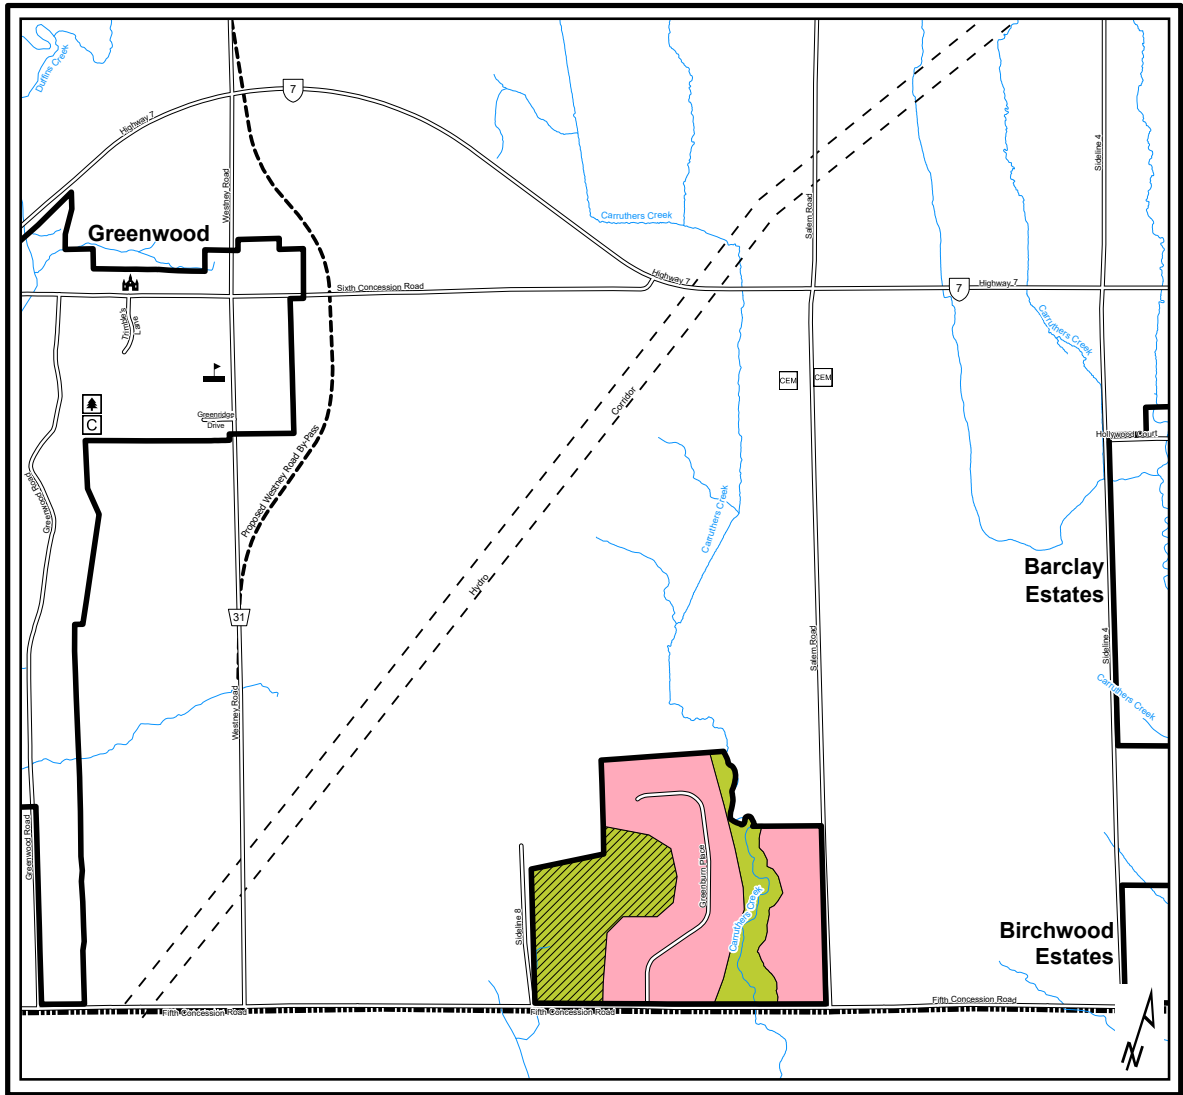 Duffins Creek
7
Highway 7
Westney Road
Salem Road
Sideline 4
Carruthers Creek
Greenwood
Highway 7
Sixth Concession Road
7
Highway 7
Trimble's
Lane
Carruthers Creek
CEM
CEM
Corridor
C
Greenridge
Drive
Proposed Westney Road By-Pass
Hollywood Court
Greenwood Road
Carruthers Creek
Hydro
Barclay
Estates
31
Salem Road
Sideline 4
Westney Road
Carruthers Creek
Greenwood Road
Greenburn Place
Sideline 8
Carruthers Creek
Birchwood
Estates
Fifth Concession Road
Fifth Concession Road
Fifth Concession Road
N